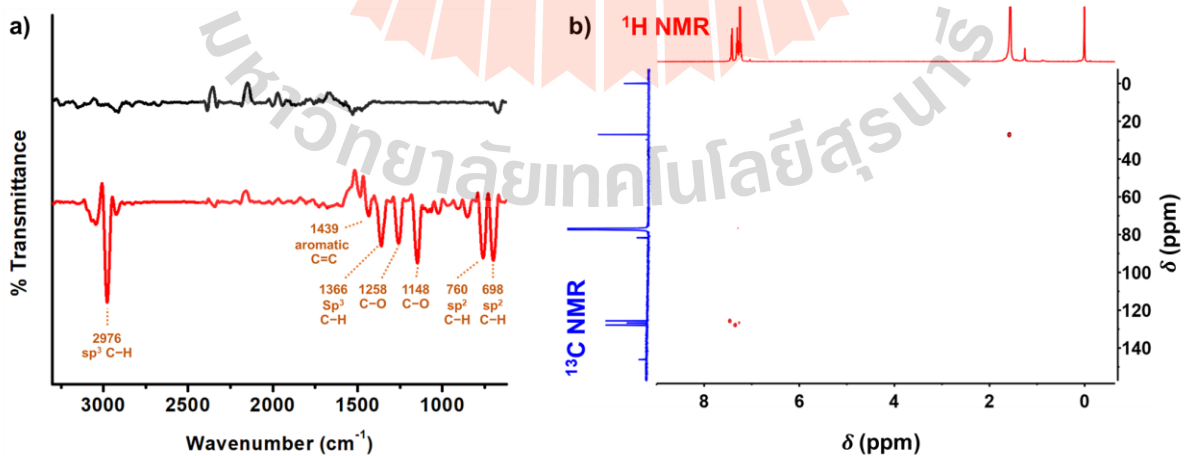 a)
% Transmittance
1439
aromatic
C=C
1366
Sp³
C−H
1258
C−O
1148
C−O
760
sp²
C−H
698
sp²
C−H
2976
sp³ C−H
3000 2500 2000 1500 1000
Wavenumber (cm⁻¹)
b)
¹H NMR
¹³C NMR
0
20
40
60
80
100
120
140
δ (ppm)
8 6 4 2 0
δ (ppm)
มหาวิทยาลัยเทคโนโลยีสุรนารี